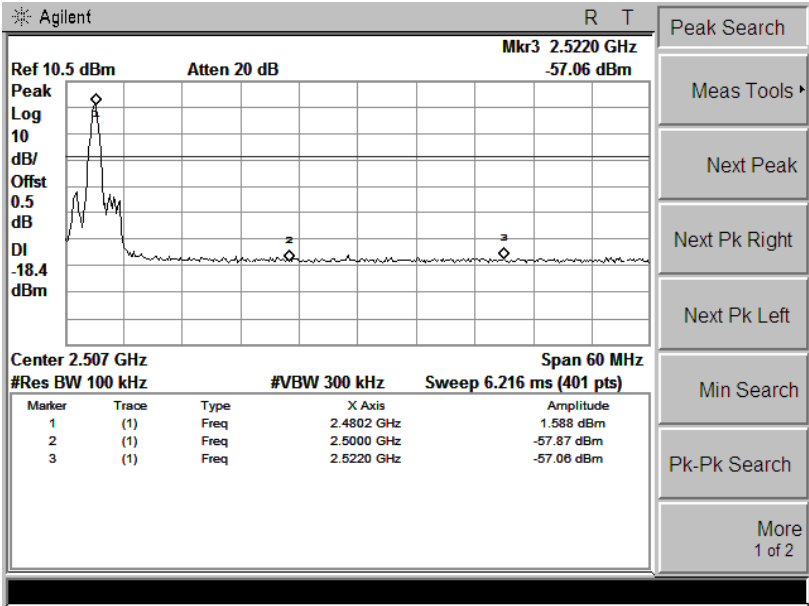 Agilent R T
Mkr3 2.5220 GHz
Ref 10.5 dBm Atten 20 dB -57.06 dBm
Peak
Log
10
dB/
Offst
0.5
dB
DI
-18.4
dBm
1
2
3
Center 2.507 GHz Span 60 MHz
#Res BW 100 kHz #VBW 300 kHz Sweep 6.216 ms (401 pts)
Marker Trace Type X Axis Amplitude
1 (1) Freq 2.4802 GHz 1.588 dBm
2 (1) Freq 2.5000 GHz -57.87 dBm
3 (1) Freq 2.5220 GHz -57.06 dBm
Peak Search
Meas Tools
Next Peak
Next Pk Right
Next Pk Left
Min Search
Pk-Pk Search
More
1 of 2